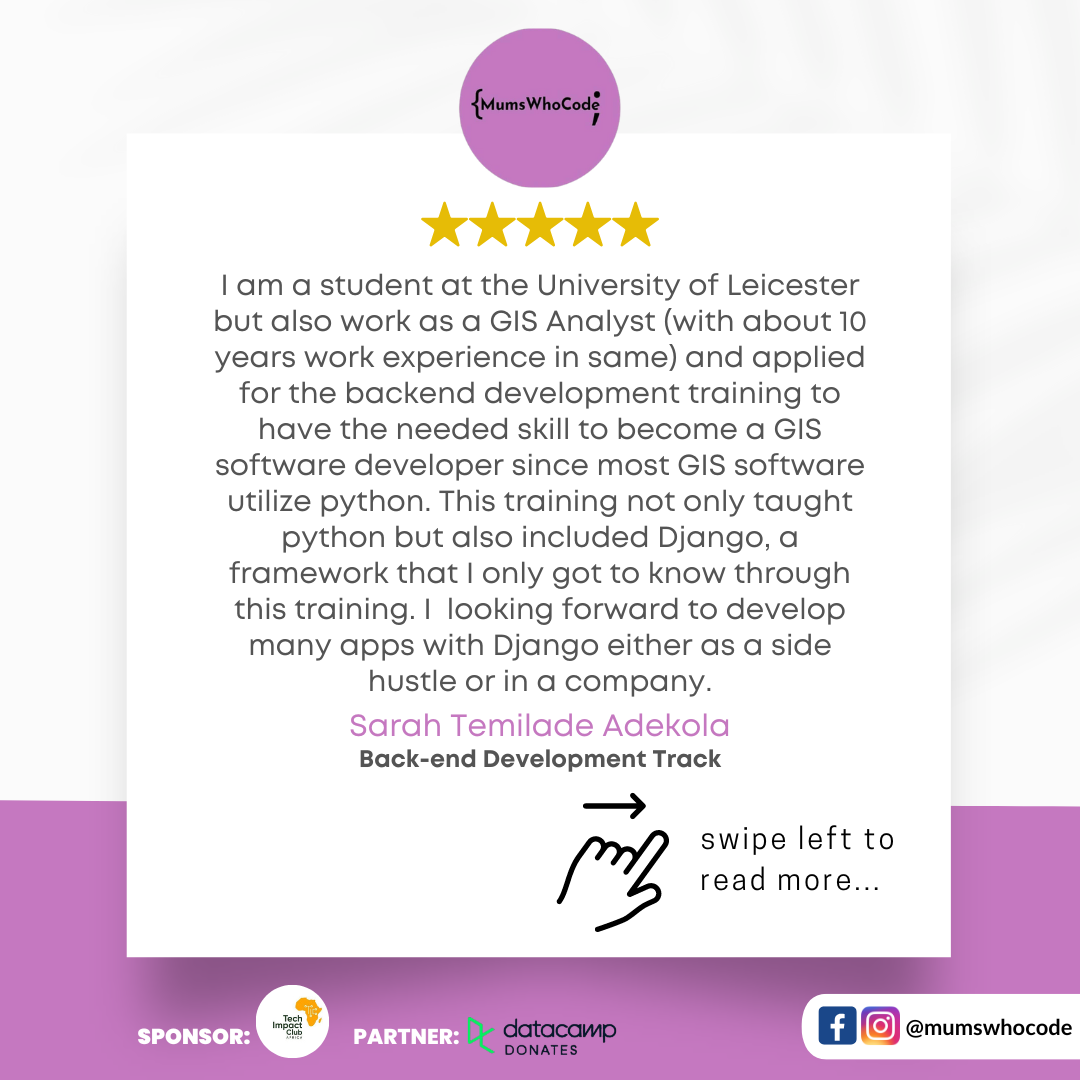 {MumsWhoCode;
I am a student at the University of Leicester
but also work as a GIS Analyst (with about 10
years work experience in same) and applied
for the backend development training to
have the needed skill to become a GIS
software developer since most GIS software
utilize python. This training not only taught
python but also included Django, a
framework that I only got to know through
this training. I  looking forward to develop
many apps with Django either as a side
hustle or in a company.
Sarah Temilade Adekola
Back-end Development Track
swipe left to
read more...
SPONSOR:
Tech
Impact
Club
AFRICA
PARTNER:
datacamp
DONATES
@mumswhocode